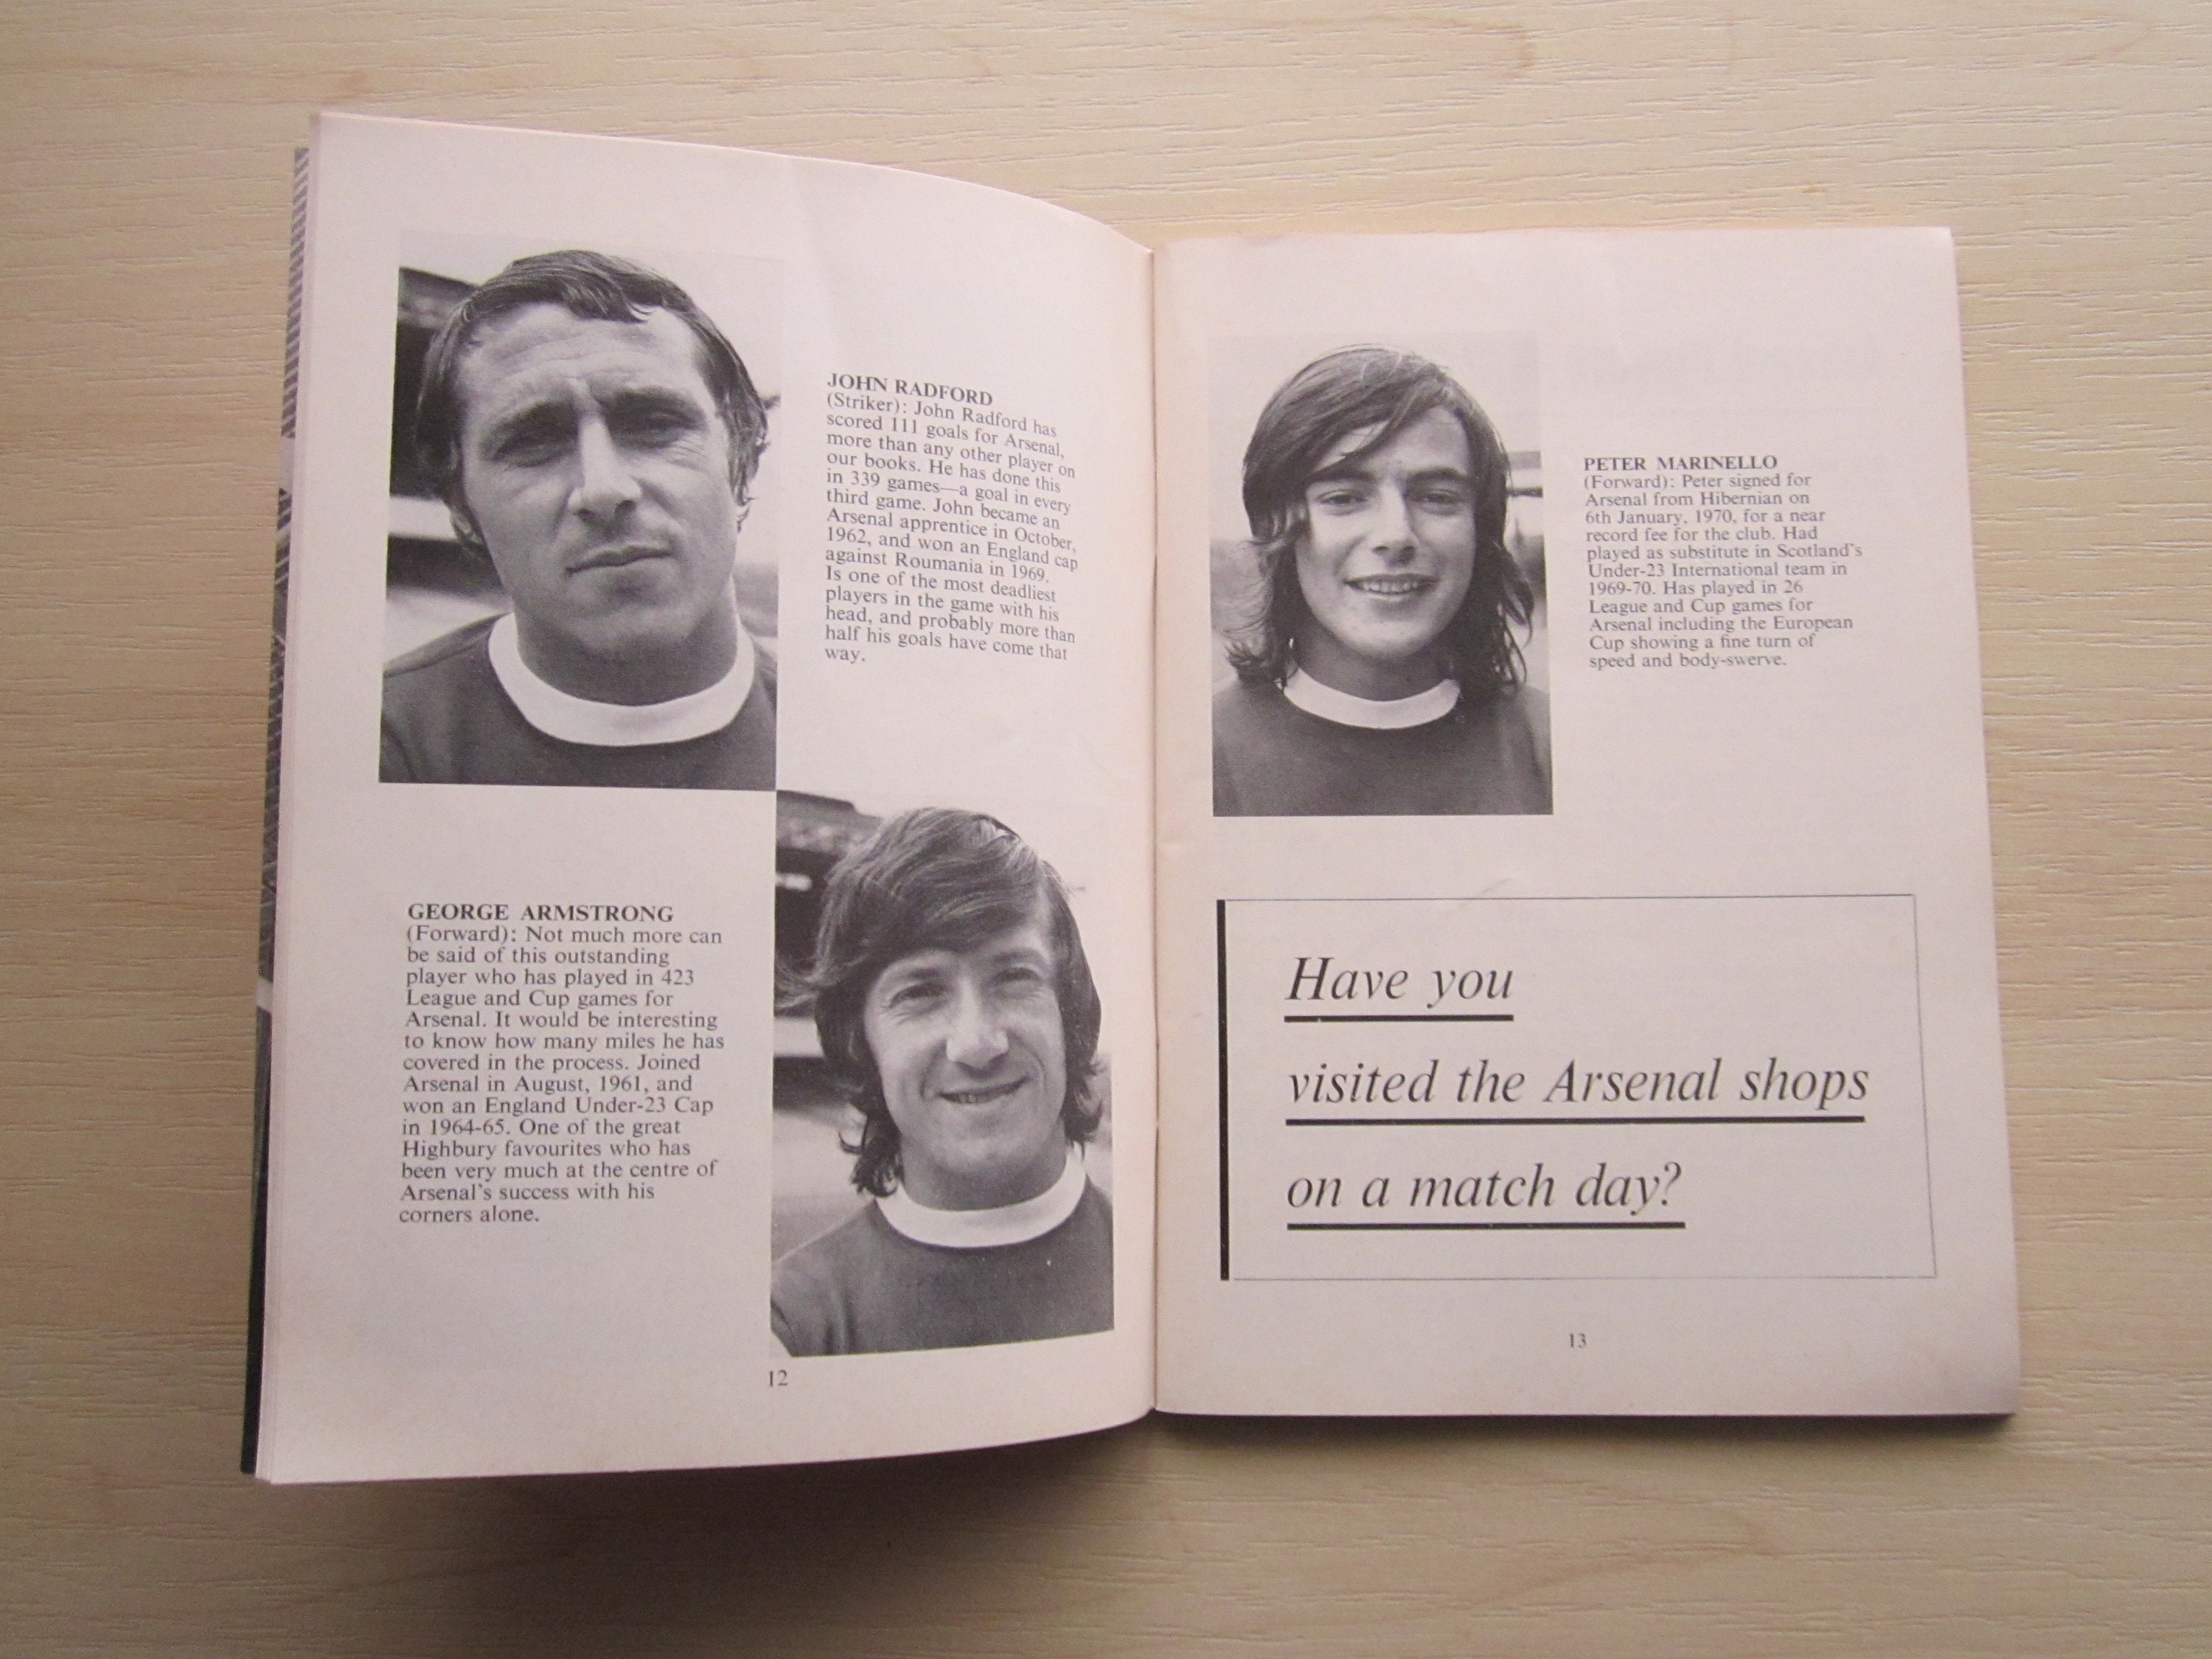 JOHN RADFORD
(Striker): John Radford has
scored 111 goals for Arsenal,
more than any other player on
our books. He has done this
in 339 games—a goal in every
third game. John became an
Arsenal apprentice in October,
1962, and won an England cap
against Roumania in 1969.
Is one of the most deadliest
players in the game with his
head, and probably more than
half his goals have come that
way.
GEORGE ARMSTRONG
(Forward): Not much more can
be said of this outstanding
player who has played in 423
League and Cup games for
Arsenal. It would be interesting
to know how many miles he has
covered in the process. Joined
Arsenal in August, 1961, and
won an England Under-23 Cap
in 1964-65. One of the great
Highbury favourites who has
been very much at the centre of
Arsenal's success with his
corners alone.
12
PETER MARINELLO
(Forward): Peter signed for
Arsenal from Hibernian on
6th January, 1970, for a near
record fee for the club. Had
played as substitute in Scotland's
Under-23 International team in
1969-70. Has played in 26
League and Cup games for
Arsenal including the European
Cup showing a fine turn of
speed and body-swerve.
Have you
visited the Arsenal shops
on a match day?
13